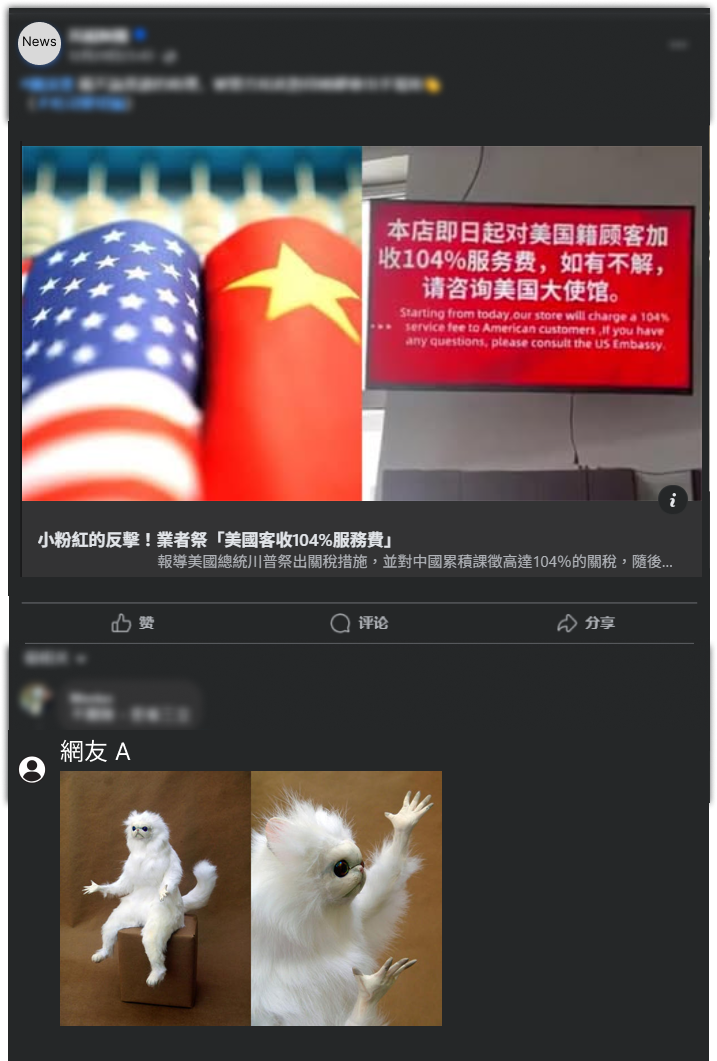 News
本店即日起对美国籍顾客加
收104%服务费，如有不解，
请咨询美国大使馆。
Starting from today,our store will charge a 104%
service fee to American customers ,If you have
any questions, please consult the US Embassy.
小粉紅的反擊！業者祭「美國客收104%服務費」
報導美國總統川普祭出關稅措施，並對中國累積課徵高達104%的關稅，隨後...
赞
评论
分享
網友 A